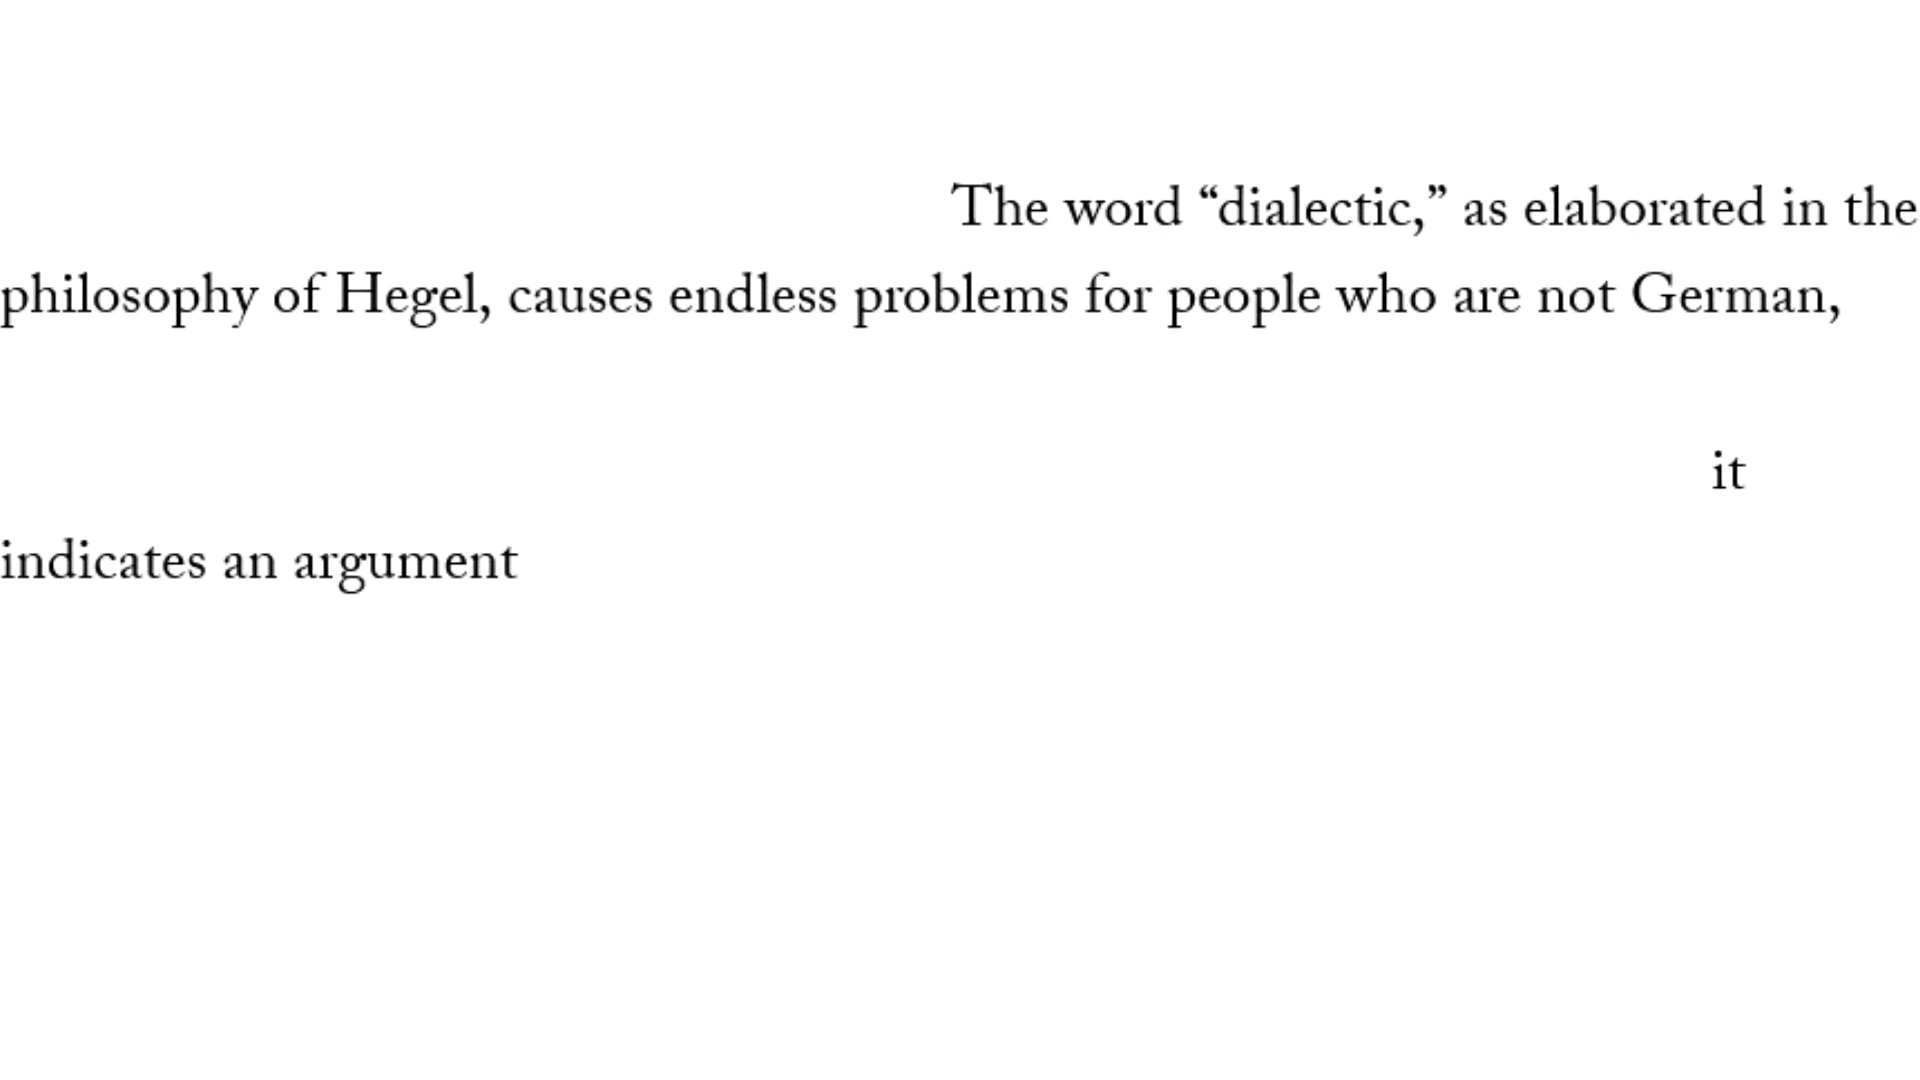 The word “dialectic,” as elaborated in the
philosophy of Hegel, causes endless problems for people who are not German,
it
indicates an argument